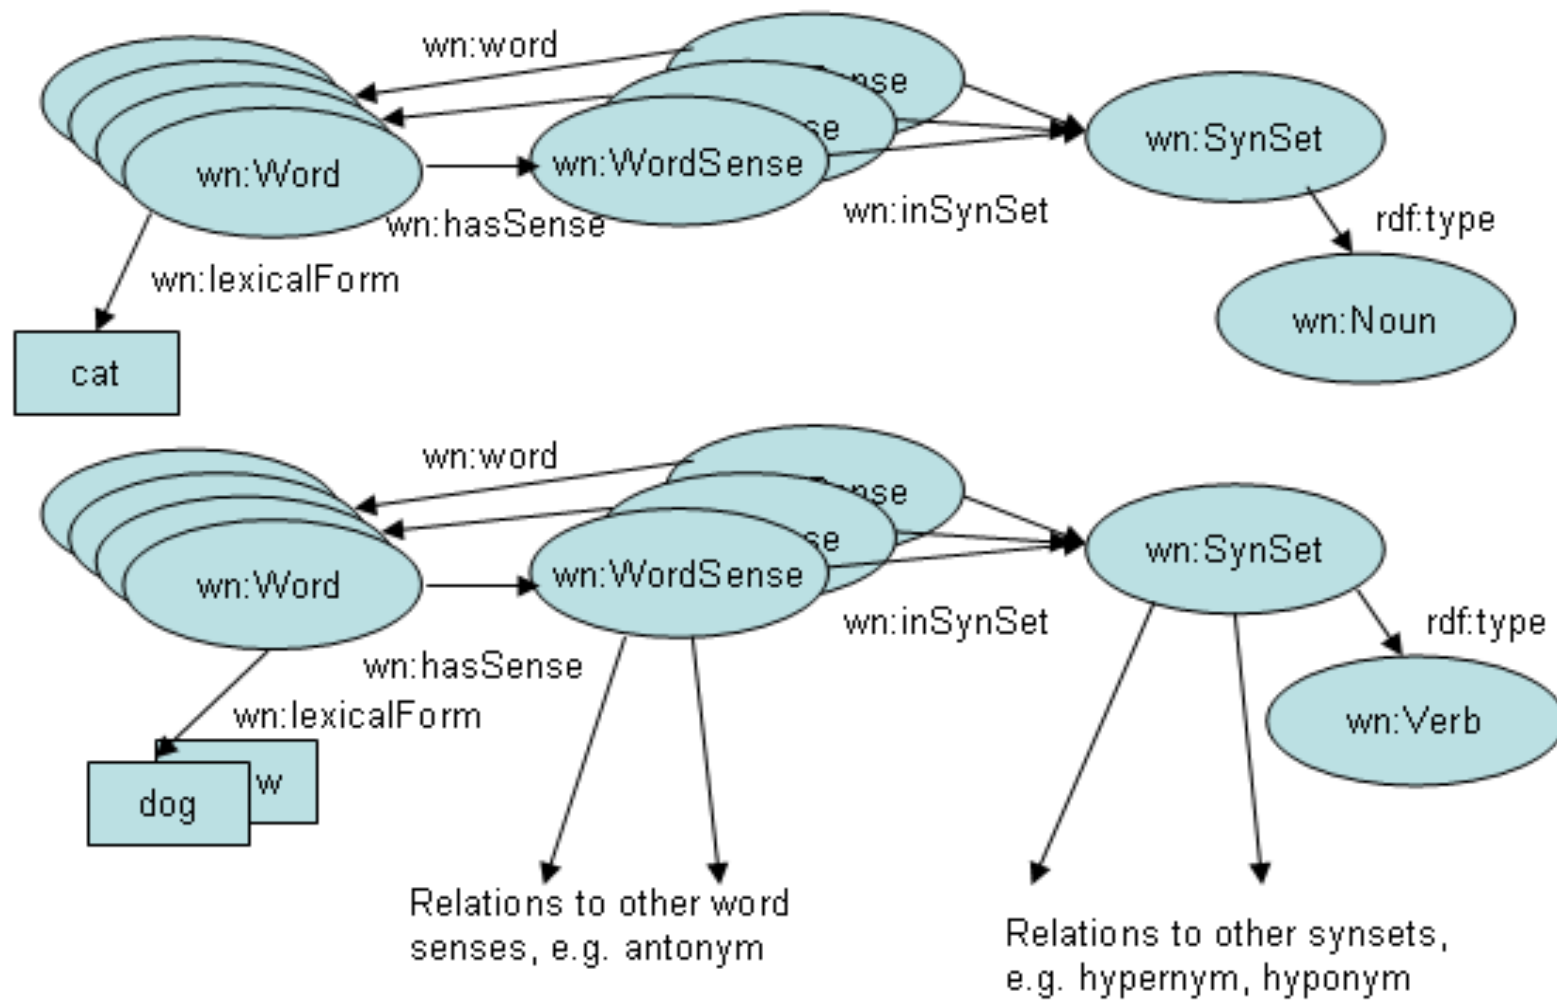 wn:word
wn:Word
wn:WordSense
wn:SynSet
wn:hasSense
wn:inSynSet
rdf:type
wn:lexicalForm
wn:Noun
cat
wn:word
wn:Word
wn:WordSense
wn:SynSet
wn:inSynSet
rdf:type
wn:hasSense
wn:lexicalForm
wn:Verb
w
dog
Relations to other word
senses, e.g. antonym
Relations to other synsets,
e.g. hypernym, hyponym